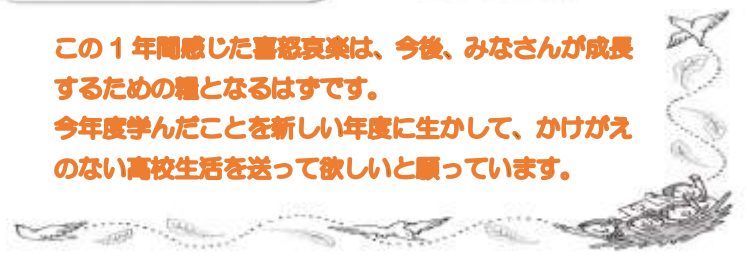 この１年間感じた喜怒哀楽は、今後、みなさんが成長
するための糧となるはずです。
今年度学んだことを新しい年度に生かして、かけがえ
のない高校生活を送って欲しいと願っています。